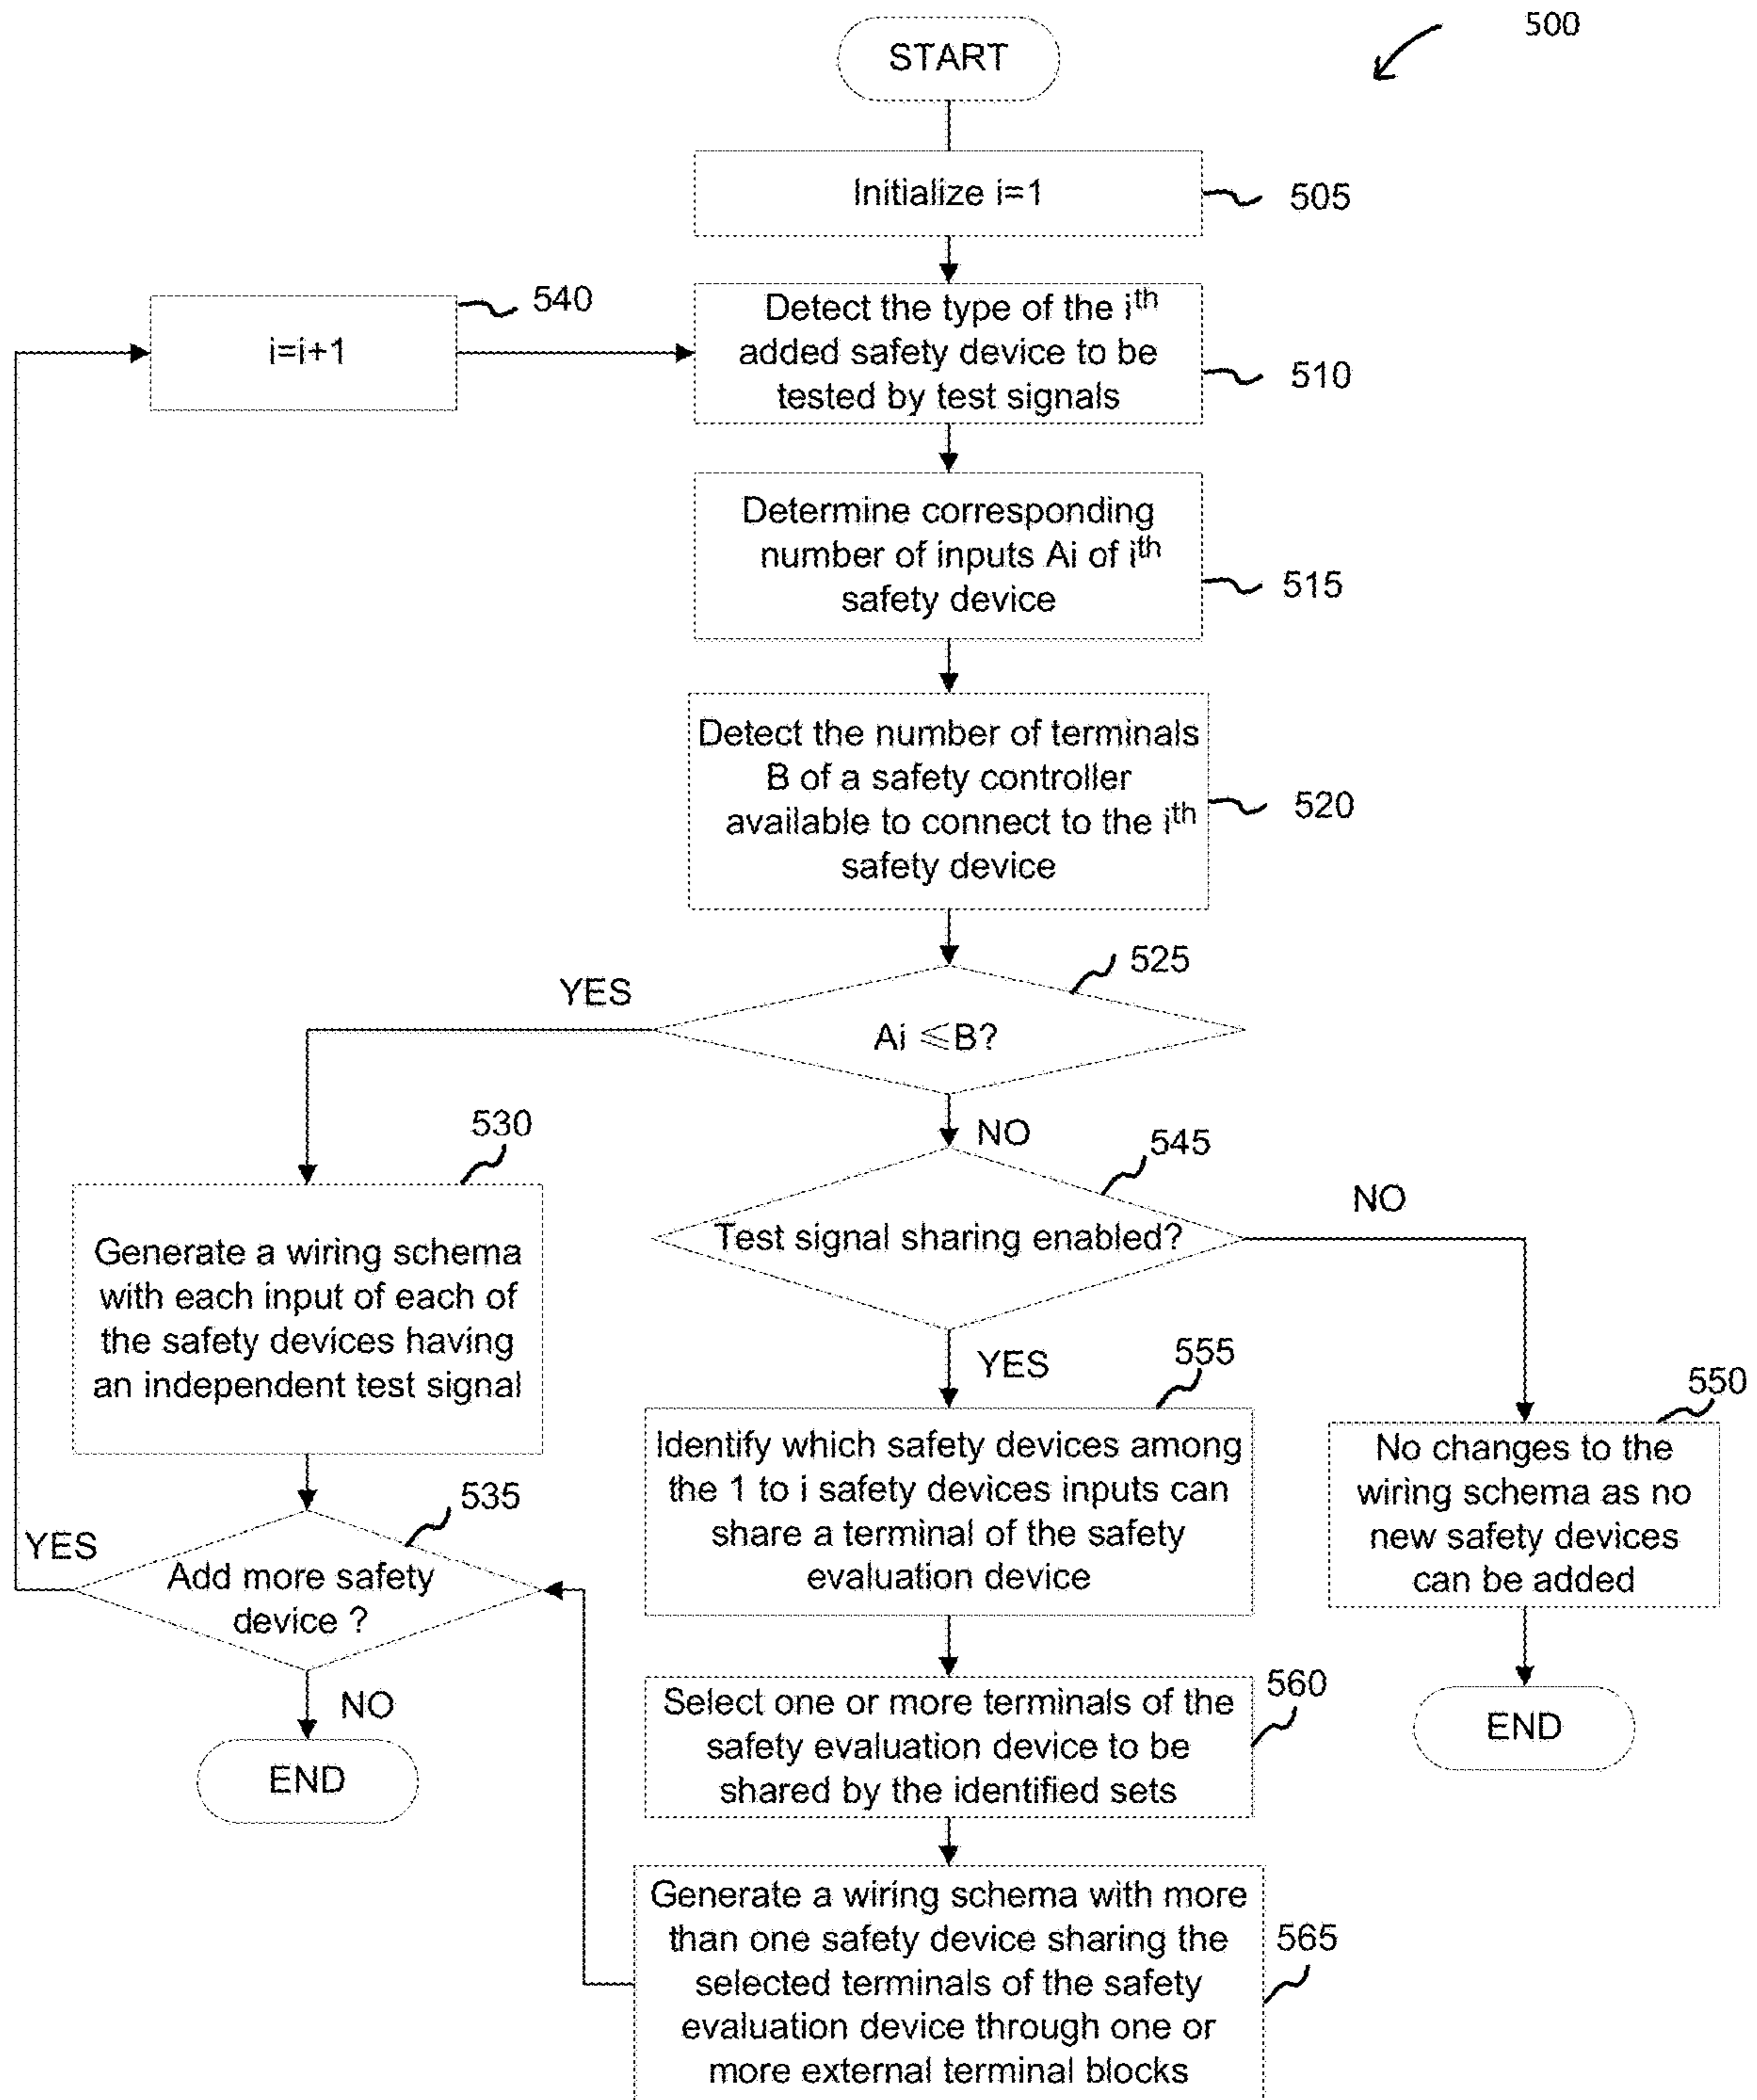 500
START
Initialize i=1
505
540
i=i+1
Detect the type of the ith
added safety device to be
tested by test signals
510
Determine corresponding
number of inputs Ai of ith
safety device
515
Detect the number of terminals
B of a safety controller
available to connect to the ith
safety device
520
525
YES
Ai ⩽B?
NO
530
Generate a wiring schema
with each input of each of
the safety devices having
an independent test signal
545
Test signal sharing enabled?
NO
YES
555
Identify which safety devices among
the 1 to i safety devices inputs can
share a terminal of the safety
evaluation device
550
No changes to the
wiring schema as no
new safety devices
can be added
END
535
YES
Add more safety
device ?
NO
END
560
Select one or more terminals of the
safety evaluation device to be
shared by the identified sets
Generate a wiring schema with more
than one safety device sharing the
selected terminals of the safety
evaluation device through one or
more external terminal blocks
565